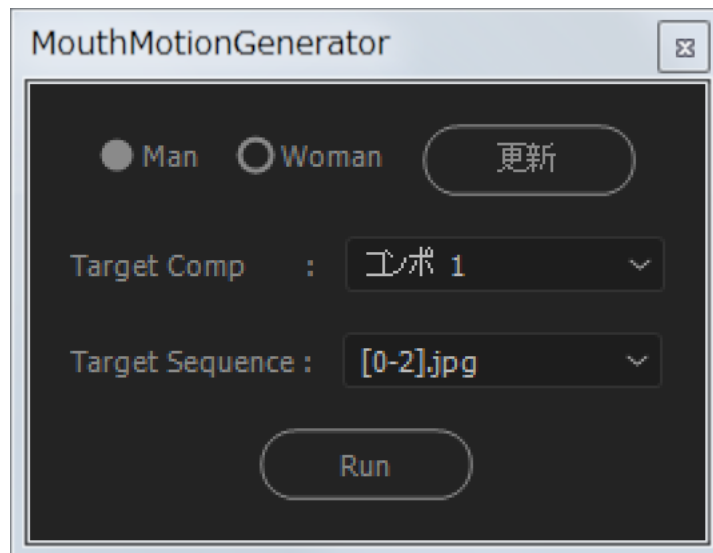 MouthMotionGenerator
Man Woman 更新
Target Comp : コンポ 1
Target Sequence : [0-2].jpg
Run